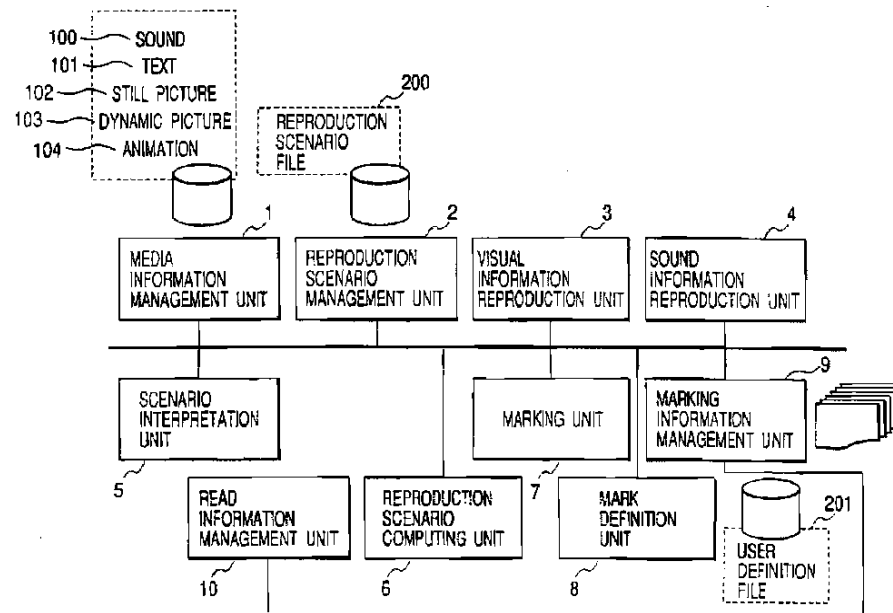 100 SOUND
101 TEXT
102 STILL PICTURE
103 DYNAMIC PICTURE
104 ANIMATION
200
REPRODUCTION
SCENARIO
FILE
1
MEDIA
INFORMATION
MANAGEMENT UNIT
2
REPRODUCTION
SCENARIO
MANAGEMENT UNIT
3
VISUAL
INFORMATION
REPRODUCTION UNIT
4
SOUND
INFORMATION
REPRODUCTION UNIT
SCENARIO
INTERPRETATION
UNIT
5
MARKING UNIT
7
9
MARKING
INFORMATION
MANAGEMENT UNIT
READ
INFORMATION
MANAGEMENT UNIT
10
REPRODUCTION
SCENARIO
COMPUTING UNIT
6
MARK
DEFINITION
UNIT
8
201
USER
DEFINITION
FILE